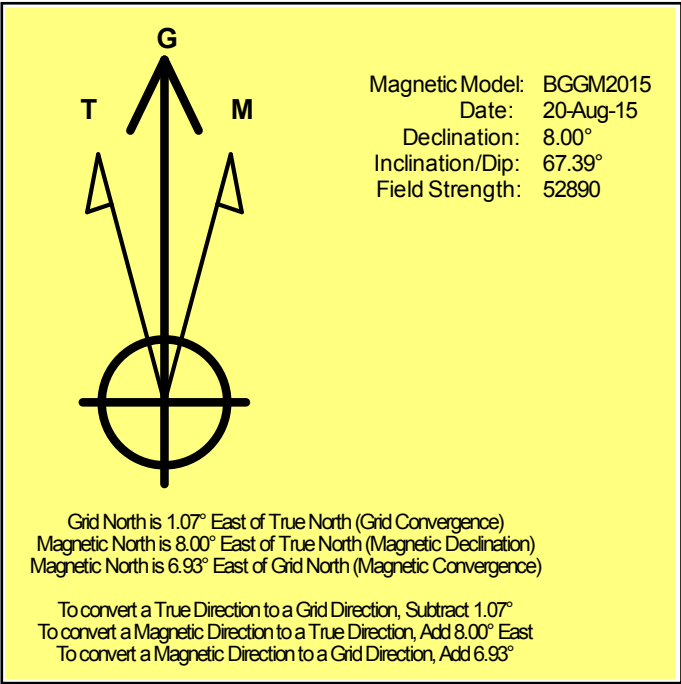 G
T M
Magnetic Model: BGGM2015
Date: 20-Aug-15
Declination: 8.00°
Inclination/Dip: 67.39°
Field Strength: 52890
Grid North is 1.07° East of True North (Grid Convergence)
Magnetic North is 8.00° East of True North (Magnetic Declination)
Magnetic North is 6.93° East of Grid North (Magnetic Convergence)
To convert a True Direction to a Grid Direction, Subtract 1.07°
To convert a Magnetic Direction to a True Direction, Add 8.00° East
To convert a Magnetic Direction to a Grid Direction, Add 6.93°